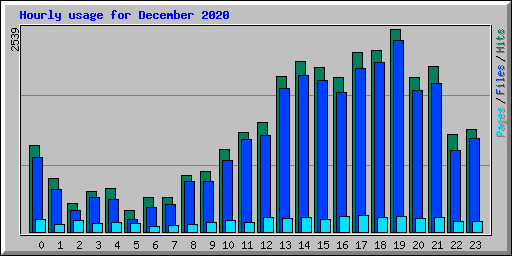 Hourly usage for December 2020
2539
Pages/Files/Hits
0 1 2 3 4 5 6 7 8 9 10 11 12 13 14 15 16 17 18 19 20 21 22 23